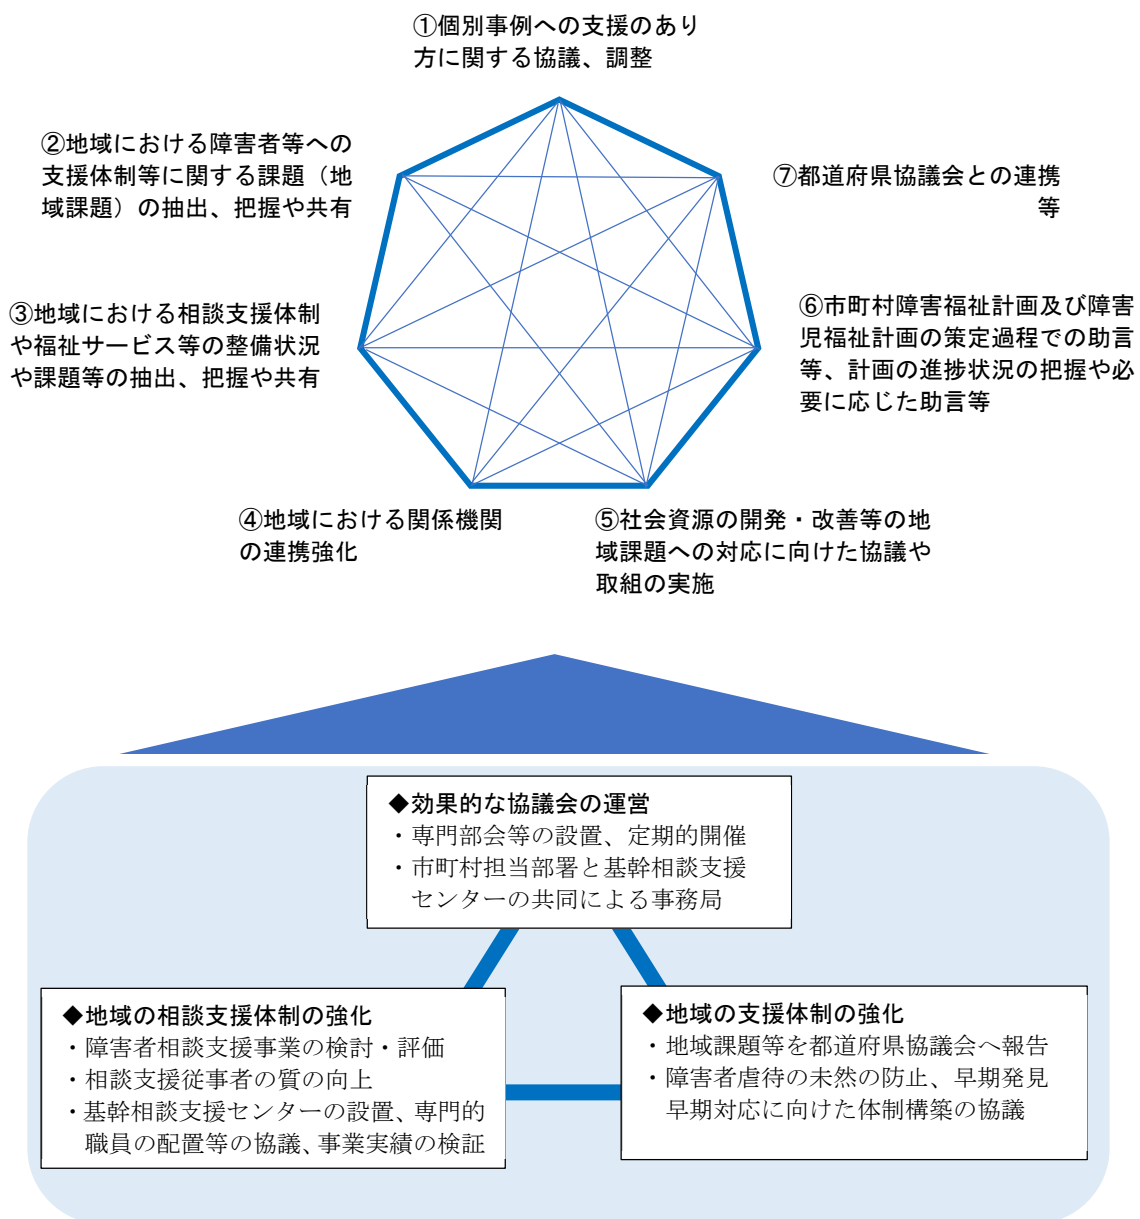 ①個別事例への支援のあり
方に関する協議、調整
②地域における障害者等への
支援体制等に関する課題（地
域課題）の抽出、把握や共有
⑦都道府県協議会との連携
等
③地域における相談支援体制
や福祉サービス等の整備状況
や課題等の抽出、把握や共有
⑥市町村障害福祉計画及び障害
児福祉計画の策定過程での助言
等、計画の進捗状況の把握や必
要に応じた助言等
④地域における関係機関
の連携強化
⑤社会資源の開発・改善等の地
域課題への対応に向けた協議や
取組の実施
◆効果的な協議会の運営
・専門部会等の設置、定期的開催
・市町村担当部署と基幹相談支援
センターの共同による事務局
◆地域の相談支援体制の強化
・障害者相談支援事業の検討・評価
・相談支援従事者の質の向上
・基幹相談支援センターの設置、専門的
職員の配置等の協議、事業実績の検証
◆地域の支援体制の強化
・地域課題等を都道府県協議会へ報告
・障害者虐待の未然の防止、早期発見
早期対応に向けた体制構築の協議